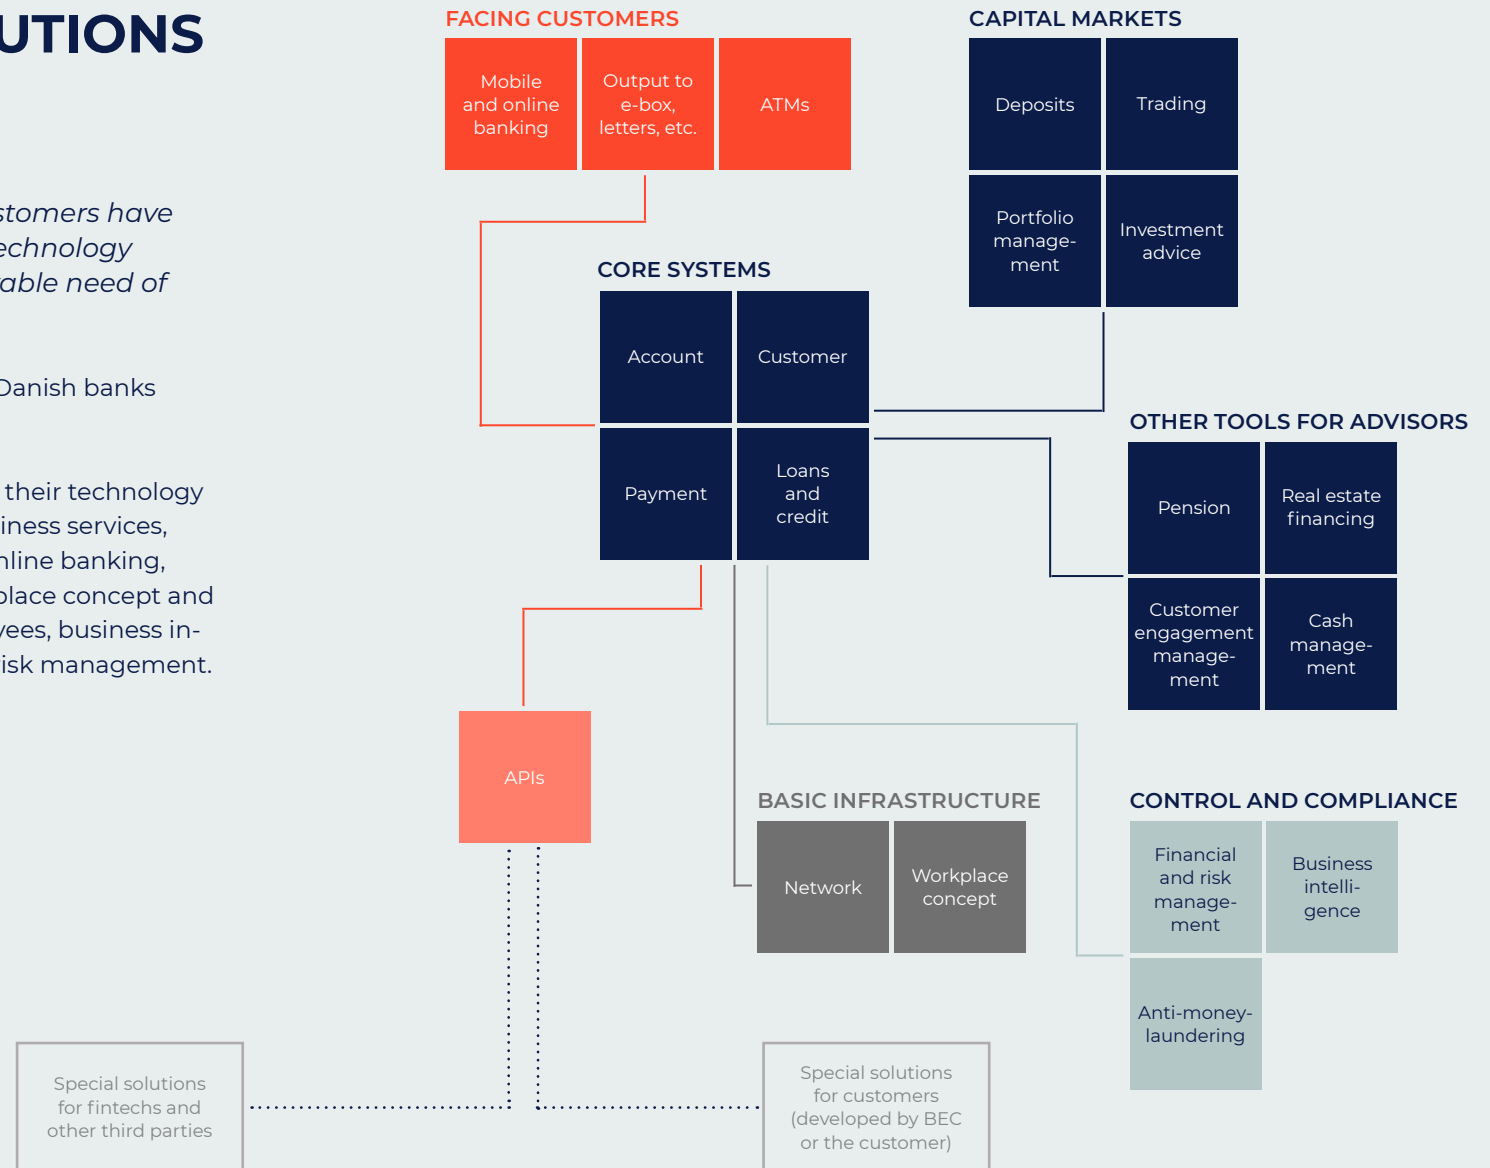 UTIONS
stomers have
echnology
able need of
Danish banks
their technology
iness services,
nline banking,
place concept and
yees, business in-
isk management.
FACING CUSTOMERS
Mobile
and online
banking
Output to
e-box,
letters, etc.
ATMs
CAPITAL MARKETS
Deposits
Trading
Portfolio
manage-
ment
Investment
advice
CORE SYSTEMS
Account
Customer
Payment
Loans
and
credit
OTHER TOOLS FOR ADVISORS
Pension
Real estate
financing
Customer
engagement
manage-
ment
Cash
manage-
ment
APIs
BASIC INFRASTRUCTURE
Network
Workplace
concept
CONTROL AND COMPLIANCE
Financial
and risk
manage-
ment
Business
intelli-
gence
Anti-money-
laundering
Special solutions
for fintechs and
other third parties
Special solutions
for customers
(developed by BEC
or the customer)